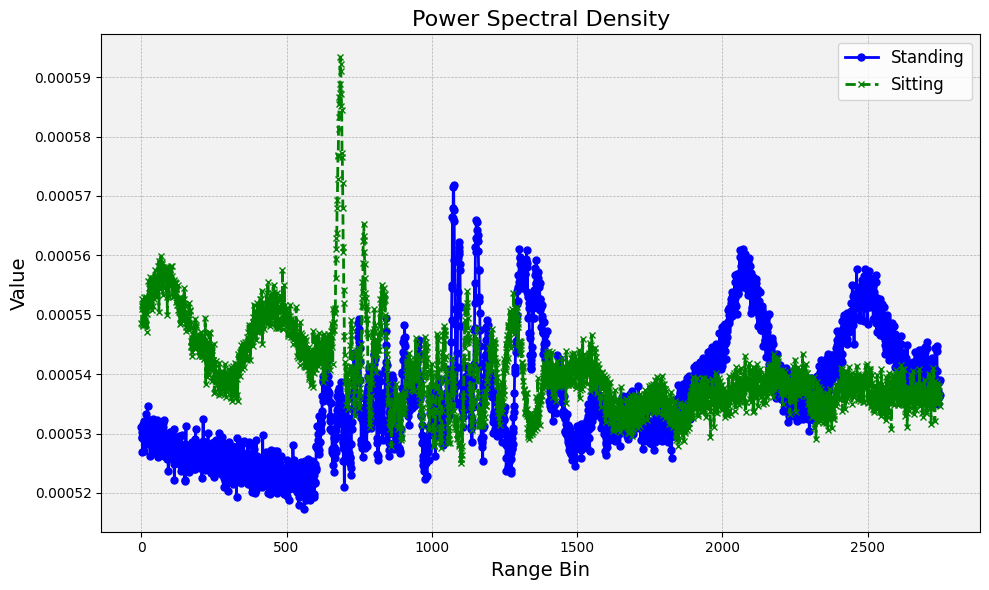 Power Spectral Density
Standing
Sitting
0.00059
0.00058
0.00057
0.00056
0.00055
0.00054
0.00053
0.00052
Value
0 500 1000 1500 2000 2500
Range Bin